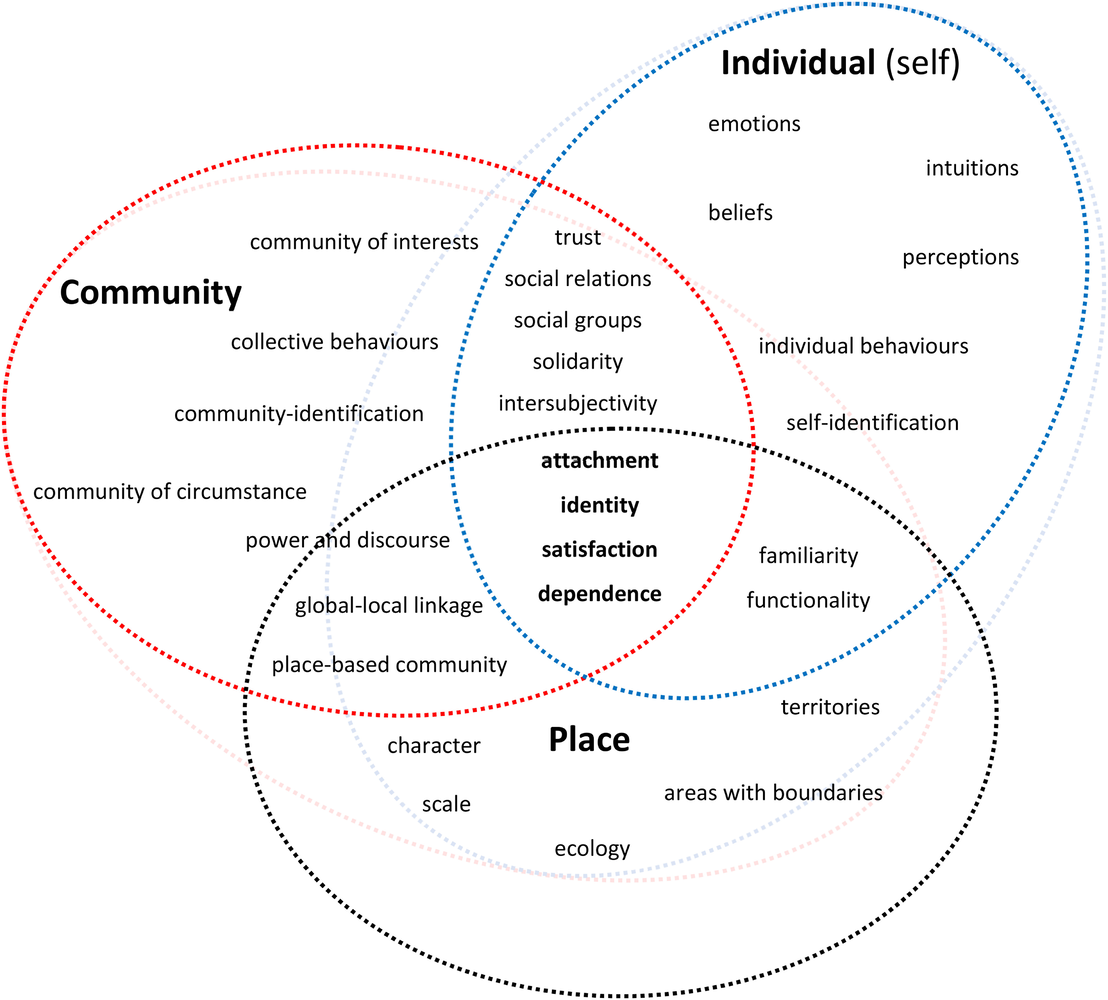 Individual (self)
emotions
intuitions
beliefs
perceptions
individual behaviours
self-identification
Community
community of interests
collective behaviours
community-identification
community of circumstance
power and discourse
global-local linkage
place-based community
trust
social relations
social groups
solidarity
intersubjectivity
attachment
identity
satisfaction
dependence
familiarity
functionality
Place
territories
character
areas with boundaries
scale
ecology